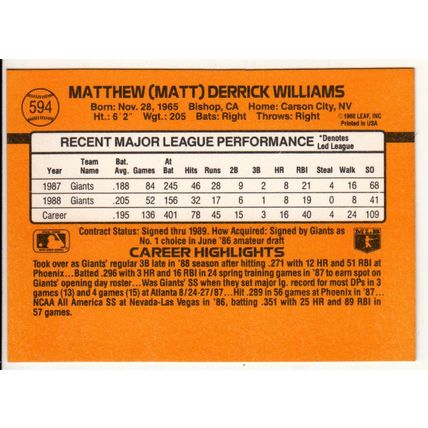 594
MATTHEW (MATT) DERRICK WILLIAMS
Born: Nov. 28, 1965 Bishop, CA Home: Carson City, NV
Ht.: 6'2" Wgt.: 205 Bats: Right Throws: Right
©1988 LEAF, INC
Printed in USA
RECENT MAJOR LEAGUE PERFORMANCE *Denotes Led League
Year Team Name Bat. Avg. Games At Bat Hits Runs 2B 3B HR RBI Steal Walk SO
1987 Giants .188 84 245 46 28 9 2 8 21 4 16 68
1988 Giants .205 52 156 32 17 6 1 8 19 0 8 41
Career .195 136 401 78 45 15 3 16 40 4 24 109
Contract Status: Signed thru 1989. How Acquired: Signed by Giants as
No. 1 choice in June '86 amateur draft
CAREER HIGHLIGHTS
Took over as Giants' regular 3B late in '88 season after hitting .271 with 12 HR and 51 RBI at
Phoenix...Batted .296 with 3 HR and 16 RBI in 24 spring training games in '87 to earn spot on
Giants' opening day roster...Was Giants' SS when they set major lg. record for most DPs in 3
games (13) and 4 games (15) at Atlanta 8/24-27/87...Hit .289 in 56 games at Phoenix in '87...
NCAA All America SS at Nevada-Las Vegas in '86, batting .351 with 25 HR and 89 RBI in
57 games.